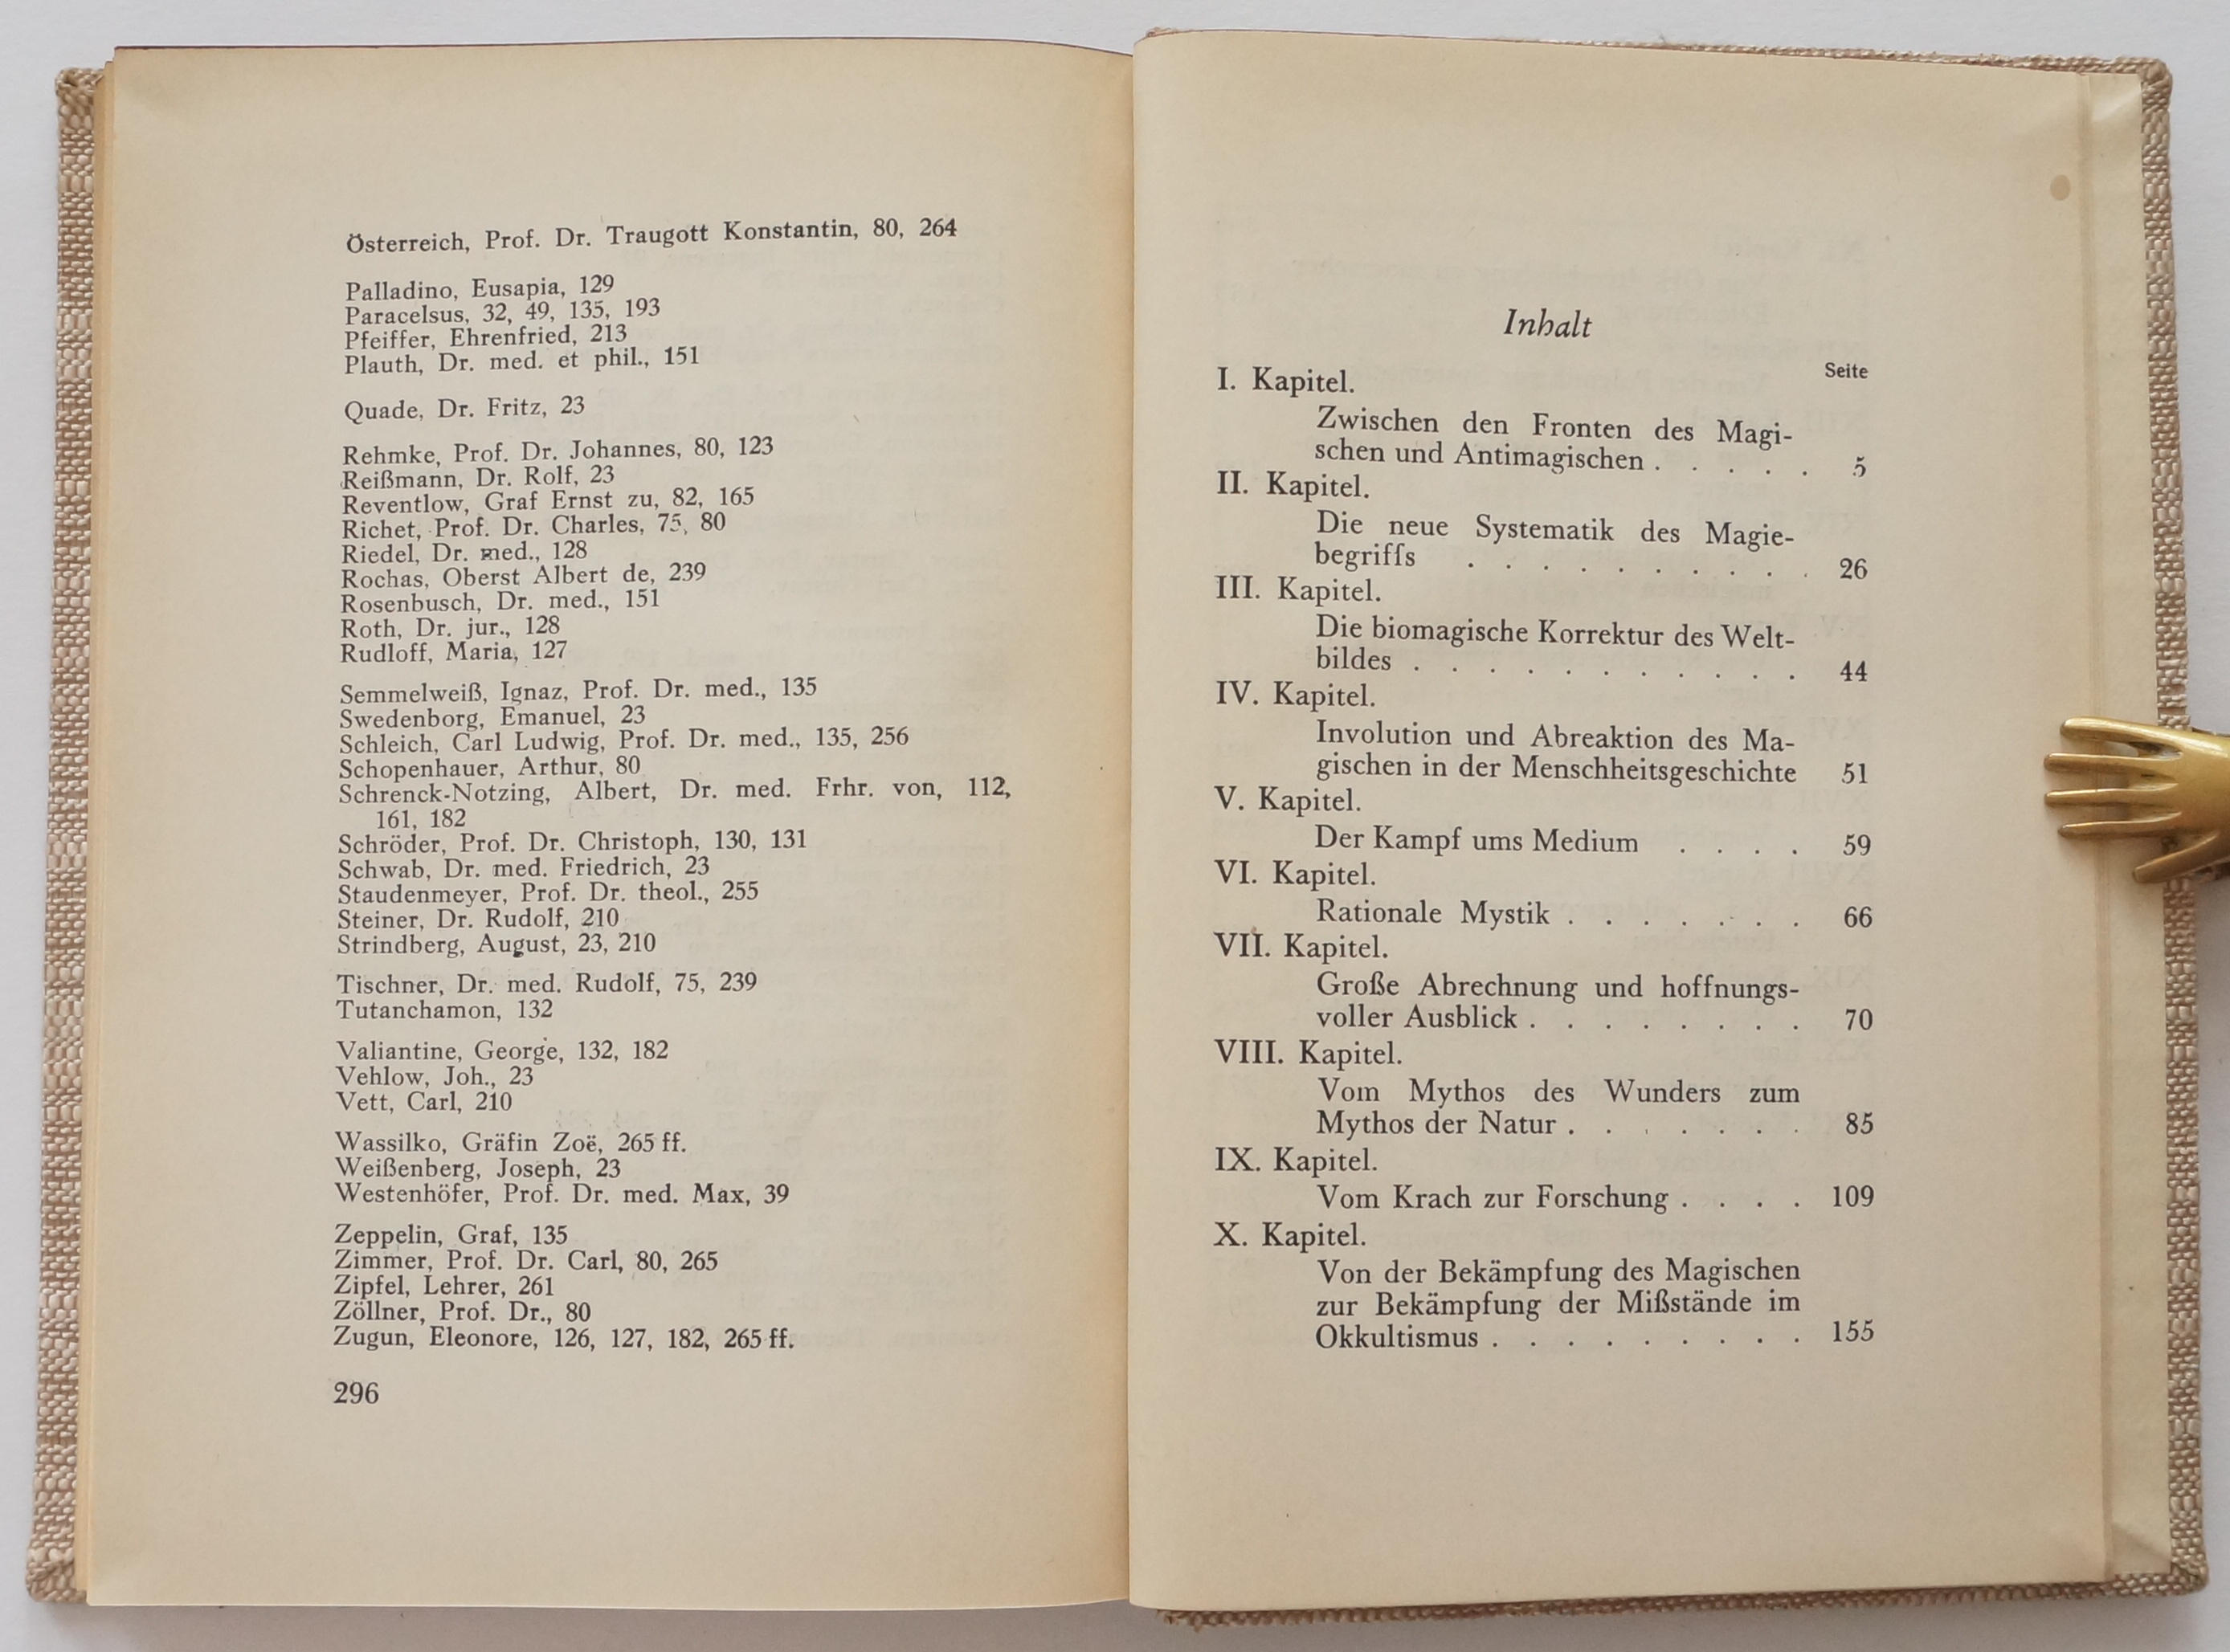 Österreich, Prof. Dr. Traugott Konstantin, 80, 264
Palladino, Eusapia, 129
Paracelsus, 32, 49, 135, 193
Pfeiffer, Ehrenfried, 213
Plauth, Dr. med. et phil., 151
Quade, Dr. Fritz, 23
Rehmke, Prof. Dr. Johannes, 80, 123
Reißmann, Dr. Rolf, 23
Reventlow, Graf Ernst zu, 82, 165
Richet, Prof. Dr. Charles, 75, 80
Riedel, Dr. med., 128
Rochas, Oberst Albert de, 239
Rosenbusch, Dr. med., 151
Roth, Dr. jur., 128
Rudloff, Maria, 127
Semmelweiß, Ignaz, Prof. Dr. med., 135
Swedenborg, Emanuel, 23
Schleich, Carl Ludwig, Prof. Dr. med., 135, 256
Schopenhauer, Arthur, 80
Schrenck-Notzing, Albert, Dr. med. Frhr. von, 112,
161, 182
Schröder, Prof. Dr. Christoph, 130, 131
Schwab, Dr. med. Friedrich, 23
Staudenmeyer, Prof. Dr. theol., 255
Steiner, Dr. Rudolf, 210
Strindberg, August, 23, 210
Tischner, Dr. med. Rudolf, 75, 239
Tutanchamon, 132
Valiantine, George, 132, 182
Vehlow, Joh., 23
Vett, Carl, 210
Wassilko, Gräfin Zoë, 265 ff.
Weißenberg, Joseph, 23
Westenhöfer, Prof. Dr. med. Max, 39
Zeppelin, Graf, 135
Zimmer, Prof. Dr. Carl, 80, 265
Zipfel, Lehrer, 261
Zöllner, Prof. Dr., 80
Zugun, Eleonore, 126, 127, 182, 265 ff.
296
Inhalt
Seite
I. Kapitel.
Zwischen den Fronten des Magi-
schen und Antimagischen . . . . . 5
II. Kapitel.
Die neue Systematik des Magie-
begriffs . . . . . . . . . . 26
III. Kapitel.
Die biomagische Korrektur des Welt-
bildes . . . . . . . . . . . 44
IV. Kapitel.
Involution und Abreaktion des Ma-
gischen in der Menschheitsgeschichte 51
V. Kapitel.
Der Kampf ums Medium . . . . 59
VI. Kapitel.
Rationale Mystik . . . . . . . 66
VII. Kapitel.
Große Abrechnung und hoffnungs-
voller Ausblick . . . . . . . . 70
VIII. Kapitel.
Vom Mythos des Wunders zum
Mythos der Natur . . . . . . . 85
IX. Kapitel.
Vom Krach zur Forschung . . . . 109
X. Kapitel.
Von der Bekämpfung des Magischen
zur Bekämpfung der Mißstände im
Okkultismus . . . . . . . . . 155